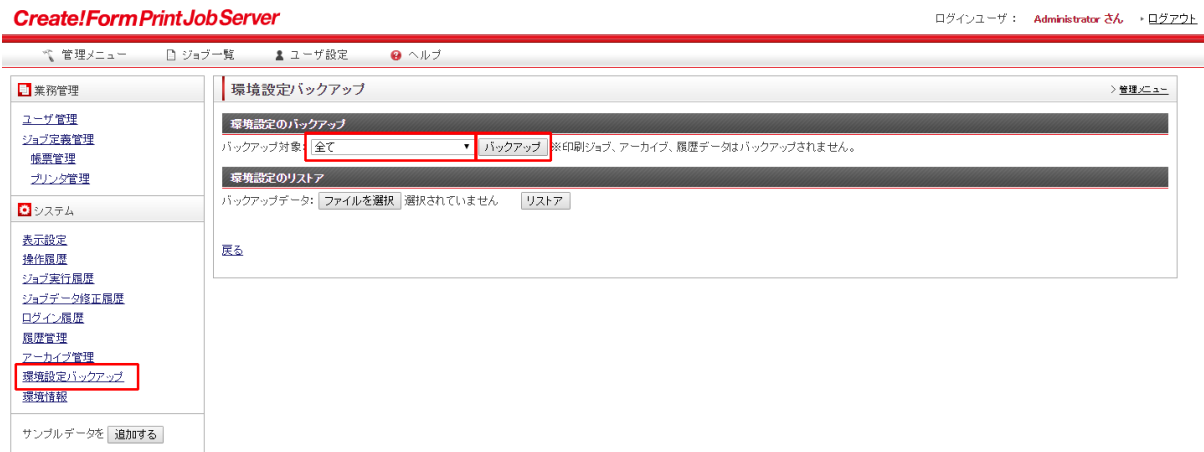 Create!Form Print Job Server
ログインユーザ： Administrator さん ログアウト
管理メニュー ジョブ一覧 ユーザ設定 ヘルプ
業務管理
ユーザ管理
ジョブ定義管理
帳票管理
プリンタ管理
システム
表示設定
操作履歴
ジョブ実行履歴
ジョブデータ修正履歴
ログイン履歴
履歴管理
アーカイブ管理
環境設定バックアップ
環境情報
サンプルデータを 追加する
環境設定バックアップ
> 管理メニュー
環境設定のバックアップ
バックアップ対象: 全て バックアップ ※印刷ジョブ、アーカイブ、履歴データはバックアップされません。
環境設定のリストア
バックアップデータ: ファイルを選択 選択されていません リストア
戻る